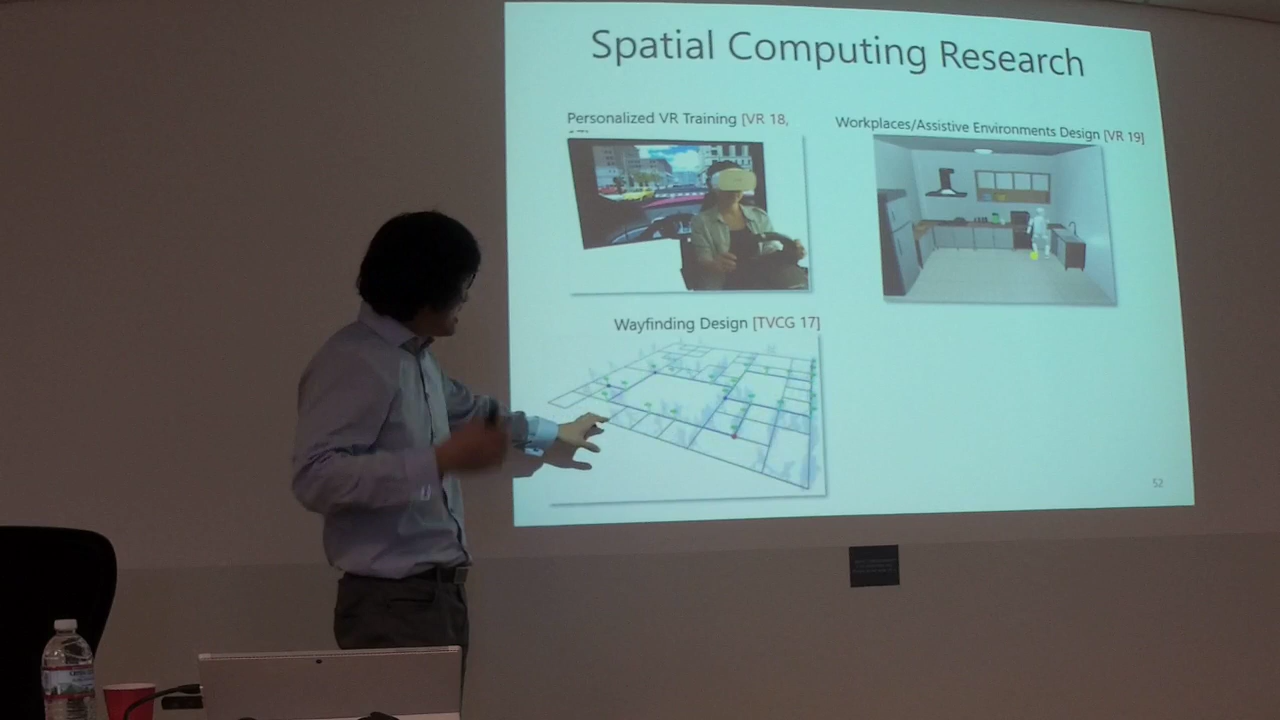 Spatial Computing Research
Personalized VR Training [VR 18,
Workplaces/Assistive Environments Design [VR 19]
Wayfinding Design [TVCG 17]
52